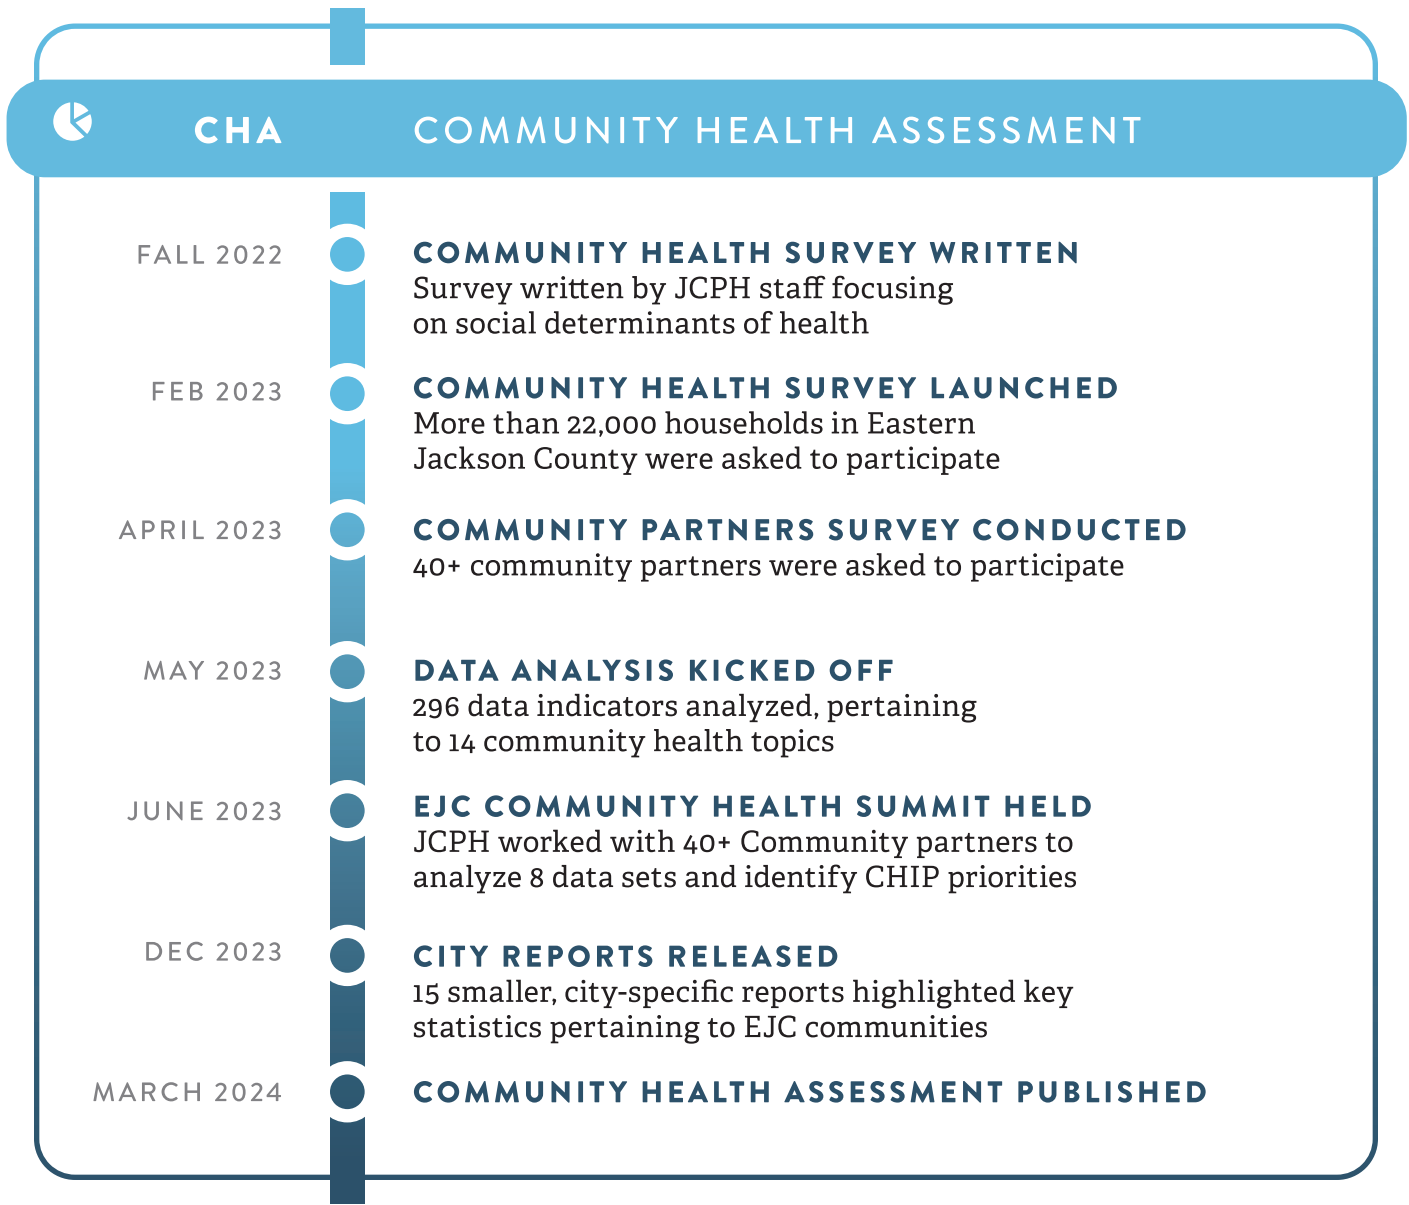 CHA COMMUNITY HEALTH ASSESSMENT
FALL 2022
COMMUNITY HEALTH SURVEY WRITTEN
Survey written by JCPH staff focusing
on social determinants of health
FEB 2023
COMMUNITY HEALTH SURVEY LAUNCHED
More than 22,000 households in Eastern
Jackson County were asked to participate
APRIL 2023
COMMUNITY PARTNERS SURVEY CONDUCTED
40+ community partners were asked to participate
MAY 2023
DATA ANALYSIS KICKED OFF
296 data indicators analyzed, pertaining
to 14 community health topics
JUNE 2023
EJC COMMUNITY HEALTH SUMMIT HELD
JCPH worked with 40+ Community partners to
analyze 8 data sets and identify CHIP priorities
DEC 2023
CITY REPORTS RELEASED
15 smaller, city-specific reports highlighted key
statistics pertaining to EJC communities
MARCH 2024
COMMUNITY HEALTH ASSESSMENT PUBLISHED